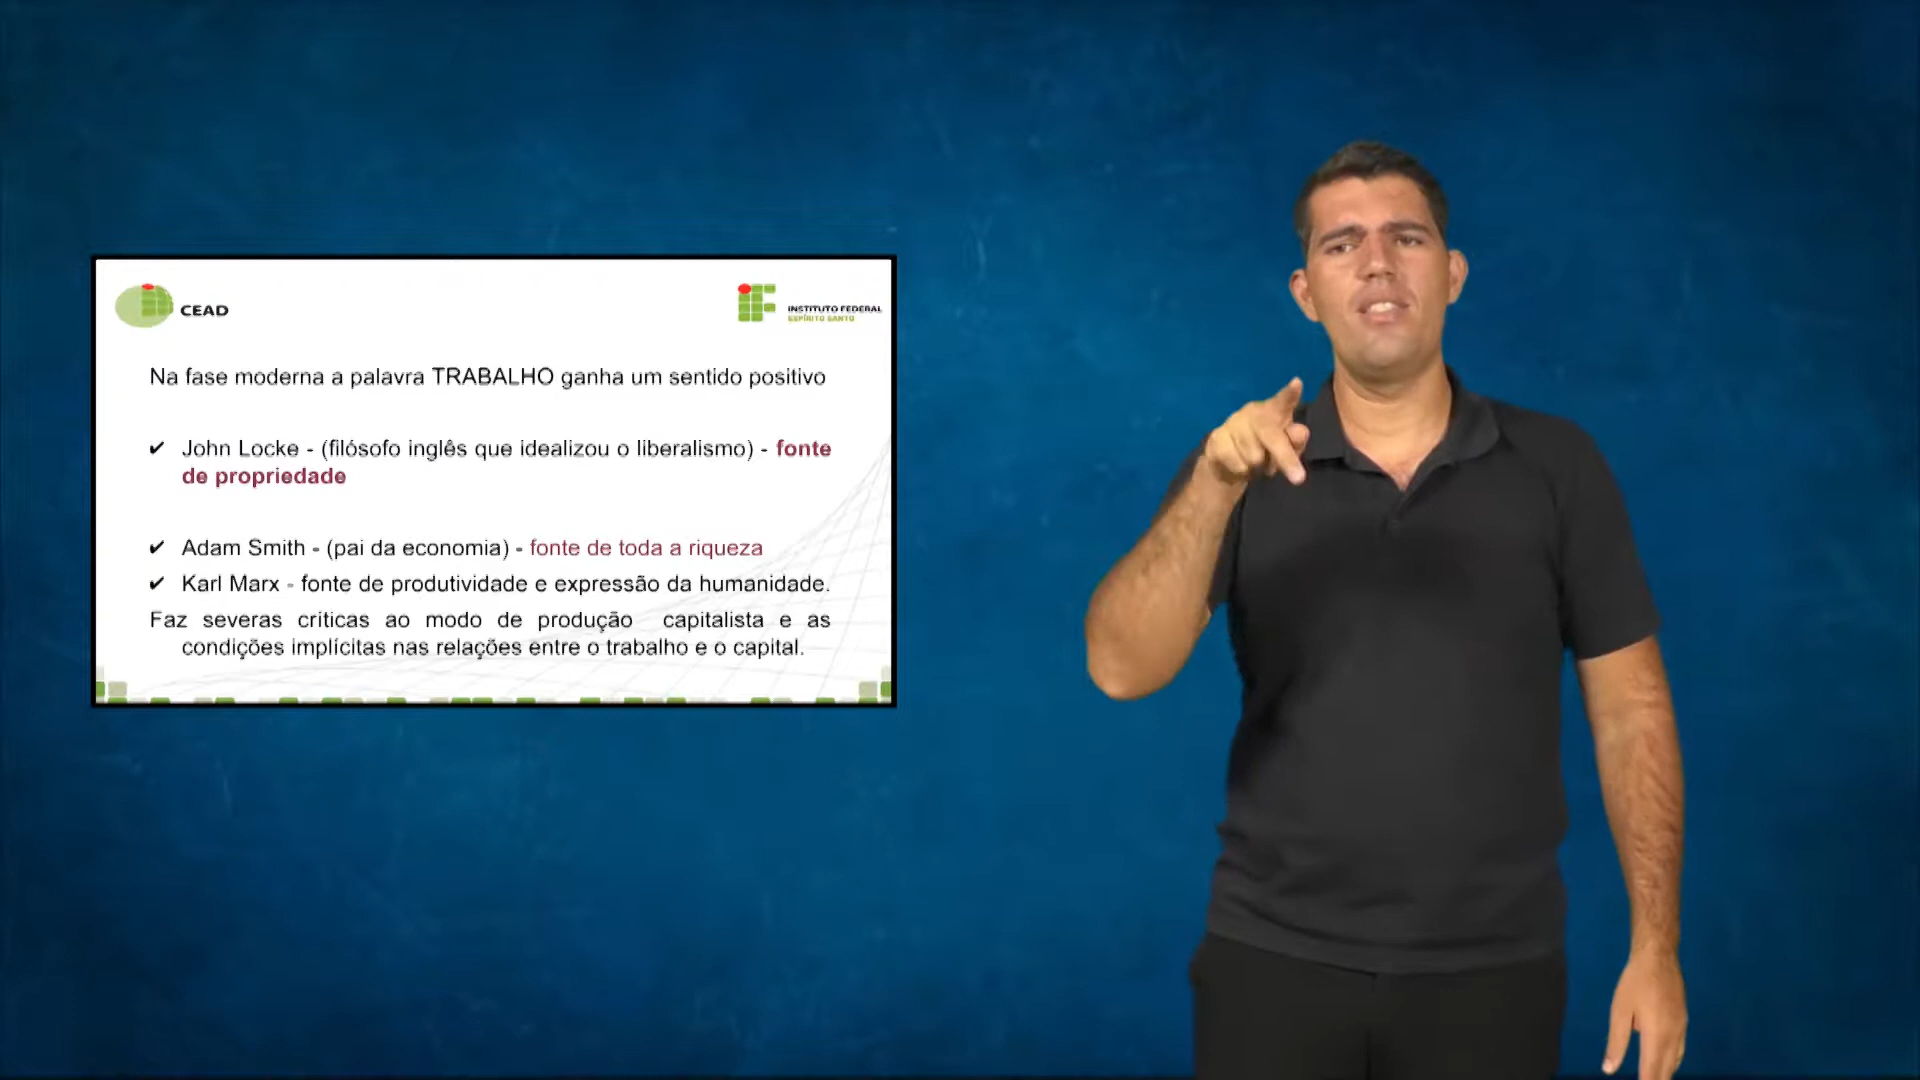 CEAD
INSTITUTO FEDERAL
ESPÍRITO SANTO
Na fase moderna a palavra TRABALHO ganha um sentido positivo
✔ John Locke - (filósofo inglês que idealizou o liberalismo) - fonte
de propriedade
✔ Adam Smith - (pai da economia) - fonte de toda a riqueza
✔ Karl Marx - fonte de produtividade e expressão da humanidade.
Faz severas criticas ao modo de produção capitalista e as
condições implícitas nas relações entre o trabalho e o capital.